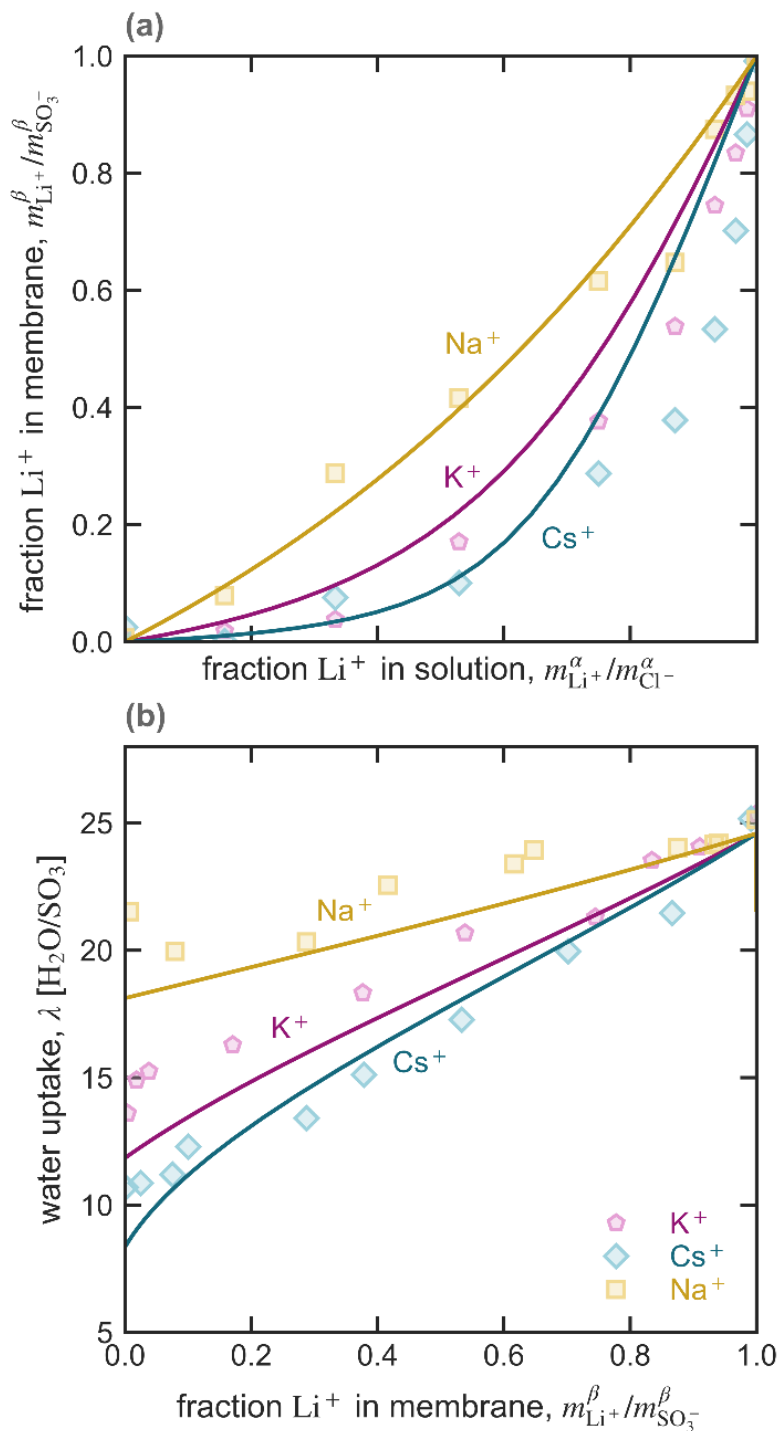 (a)
fraction Li⁺ in membrane, m^β_Li⁺/m^β_SO₃⁻
1.0
0.8
0.6
0.4
0.2
0.0
Na⁺
K⁺
Cs⁺
fraction Li⁺ in solution, m^α_Li⁺/m^α_Cl⁻
(b)
water uptake, λ [H₂O/SO₃]
25
20
15
10
5
Na⁺
K⁺
Cs⁺
K⁺
Cs⁺
Na⁺
0.0 0.2 0.4 0.6 0.8 1.0
fraction Li⁺ in membrane, m^β_Li⁺/m^β_SO₃⁻